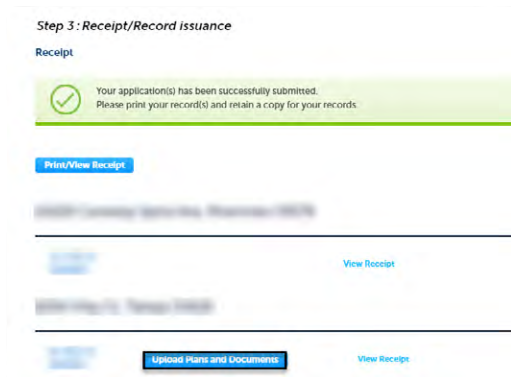 Step 3 : Receipt/Record issuance
Receipt
Your application(s) has been successfully submitted.
Please print your record(s) and retain a copy for your records.
Print/View Receipt
View Receipt
Upload Plans and Documents
View Receipt